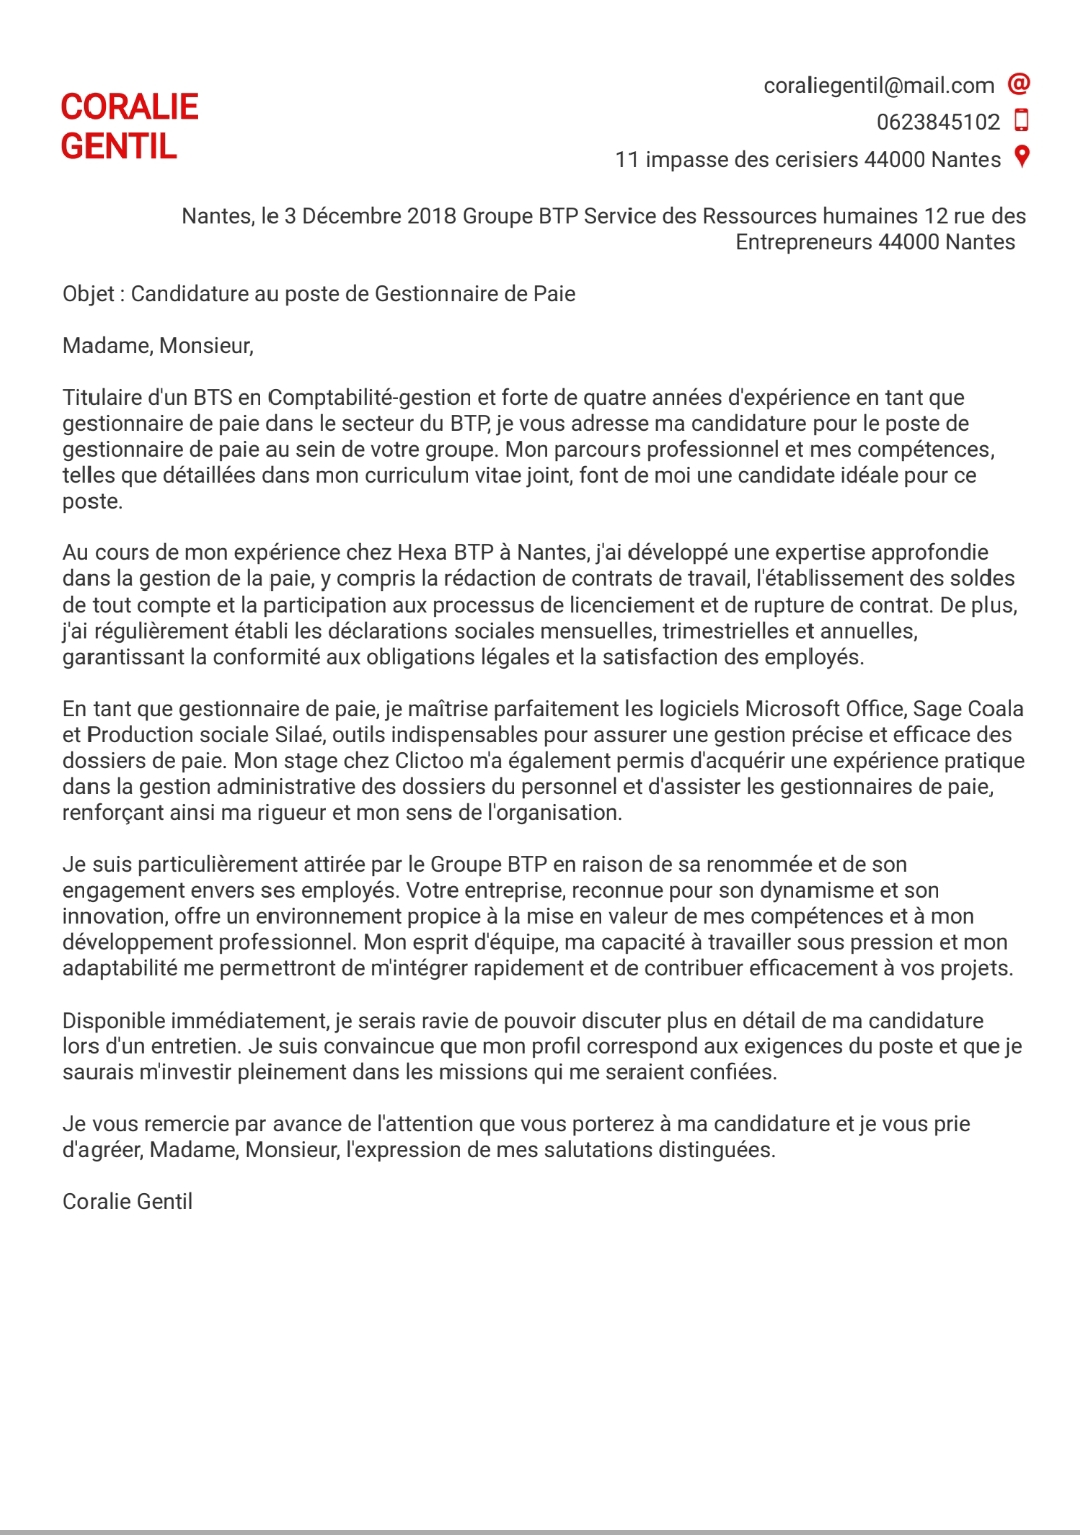 CORALIE
GENTIL
coraliegentil@mail.com
0623845102
11 impasse des cerisiers 44000 Nantes
Nantes, le 3 Décembre 2018 Groupe BTP Service des Ressources humaines 12 rue des
Entrepreneurs 44000 Nantes
Objet : Candidature au poste de Gestionnaire de Paie
Madame, Monsieur,
Titulaire d'un BTS en Comptabilité-gestion et forte de quatre années d'expérience en tant que
gestionnaire de paie dans le secteur du BTP, je vous adresse ma candidature pour le poste de
gestionnaire de paie au sein de votre groupe. Mon parcours professionnel et mes compétences,
telles que détaillées dans mon curriculum vitae joint, font de moi une candidate idéale pour ce
poste.
Au cours de mon expérience chez Hexa BTP à Nantes, j'ai développé une expertise approfondie
dans la gestion de la paie, y compris la rédaction de contrats de travail, l'établissement des soldes
de tout compte et la participation aux processus de licenciement et de rupture de contrat. De plus,
j'ai régulièrement établi les déclarations sociales mensuelles, trimestrielles et annuelles,
garantissant la conformité aux obligations légales et la satisfaction des employés.
En tant que gestionnaire de paie, je maîtrise parfaitement les logiciels Microsoft Office, Sage Coala
et Production sociale Silaé, outils indispensables pour assurer une gestion précise et efficace des
dossiers de paie. Mon stage chez Clictoo m'a également permis d'acquérir une expérience pratique
dans la gestion administrative des dossiers du personnel et d'assister les gestionnaires de paie,
renforçant ainsi ma rigueur et mon sens de l'organisation.
Je suis particulièrement attirée par le Groupe BTP en raison de sa renommée et de son
engagement envers ses employés. Votre entreprise, reconnue pour son dynamisme et son
innovation, offre un environnement propice à la mise en valeur de mes compétences et à mon
développement professionnel. Mon esprit d'équipe, ma capacité à travailler sous pression et mon
adaptabilité me permettront de m'intégrer rapidement et de contribuer efficacement à vos projets.
Disponible immédiatement, je serais ravie de pouvoir discuter plus en détail de ma candidature
lors d'un entretien. Je suis convaincue que mon profil correspond aux exigences du poste et que je
saurais m'investir pleinement dans les missions qui me seraient confiées.
Je vous remercie par avance de l'attention que vous porterez à ma candidature et je vous prie
d'agréer, Madame, Monsieur, l'expression de mes salutations distinguées.
Coralie Gentil